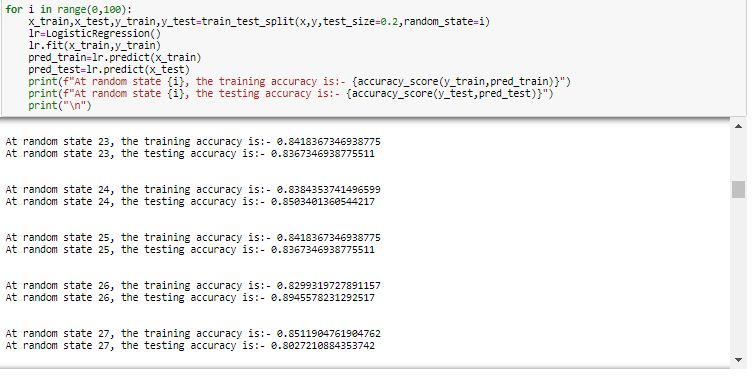 for i in range(0,100):
x_train,x_test,y_train,y_test=train_test_split(x,y,test_size=0.2,random_state=i)
lr=LogisticRegression()
lr.fit(x_train,y_train)
pred_train=lr.predict(x_train)
pred_test=lr.predict(x_test)
print(f"At random state {i}, the training accuracy is:- {accuracy_score(y_train,pred_train)}")
print(f"At random state {i}, the testing accuracy is:- {accuracy_score(y_test,pred_test)}")
print("\n")
At random state 23, the training accuracy is:- 0.8418367346938775
At random state 23, the testing accuracy is:- 0.8367346938775511
At random state 24, the training accuracy is:- 0.8384353741496599
At random state 24, the testing accuracy is:- 0.8503401360544217
At random state 25, the training accuracy is:- 0.8418367346938775
At random state 25, the testing accuracy is:- 0.8367346938775511
At random state 26, the training accuracy is:- 0.8299319727891157
At random state 26, the testing accuracy is:- 0.8945578231292517
At random state 27, the training accuracy is:- 0.8511904761904762
At random state 27, the testing accuracy is:- 0.8027210884353742